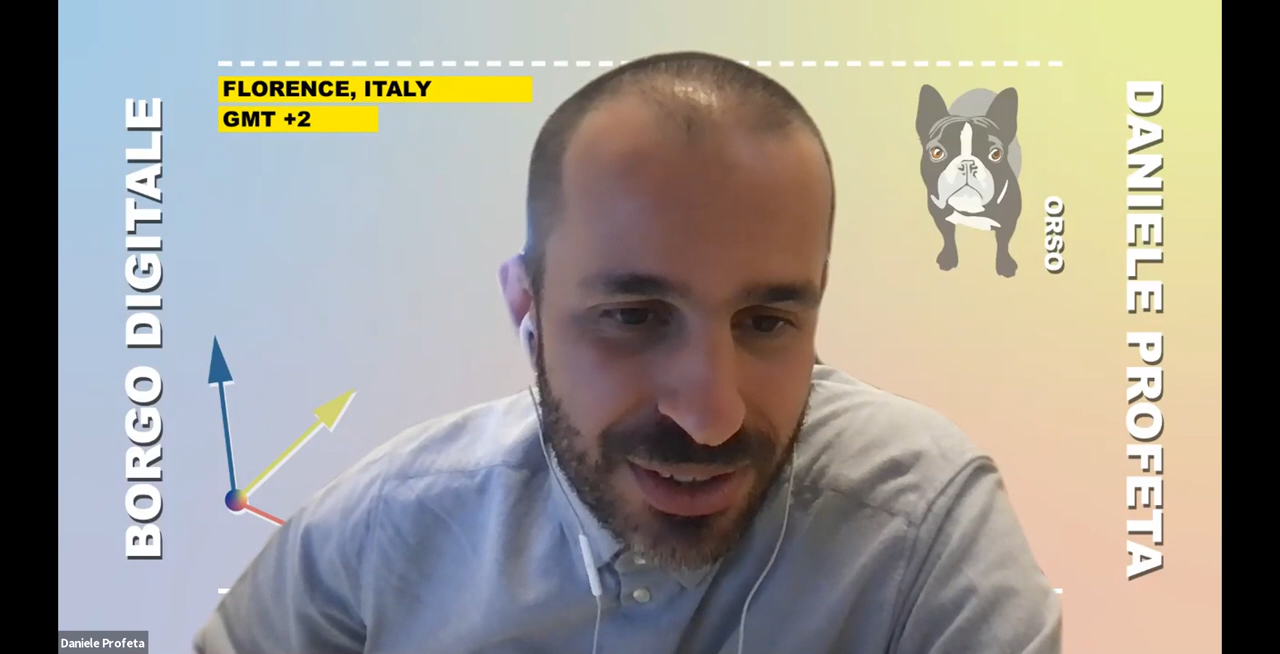 FLORENCE, ITALY
GMT +2
BORGO DIGITALE
ORSO
DANIELE PROFETA
Daniele Profeta